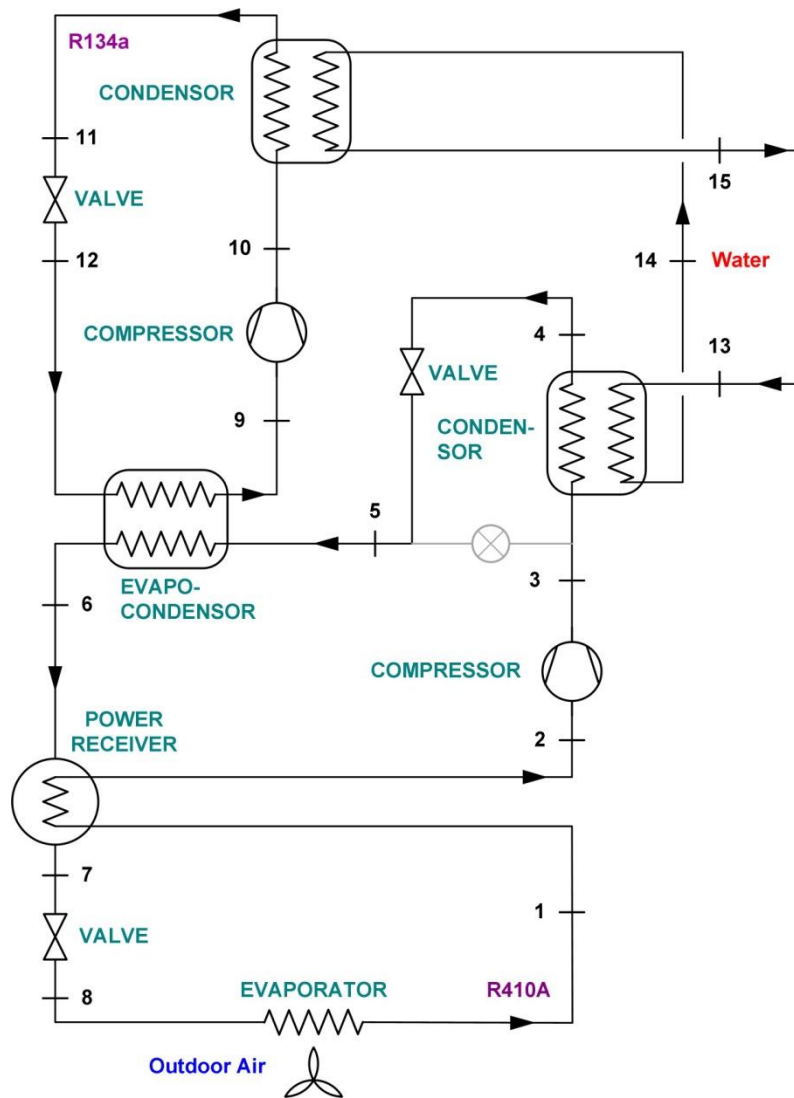 R134a
CONDENSOR
11
15
VALVE
10
12
14
Water
4
13
COMPRESSOR
VALVE
9
CONDEN-
SOR
5
3
EVAPO-
CONDENSOR
6
COMPRESSOR
POWER
RECEIVER
2
7
1
VALVE
8
EVAPORATOR
R410A
Outdoor Air